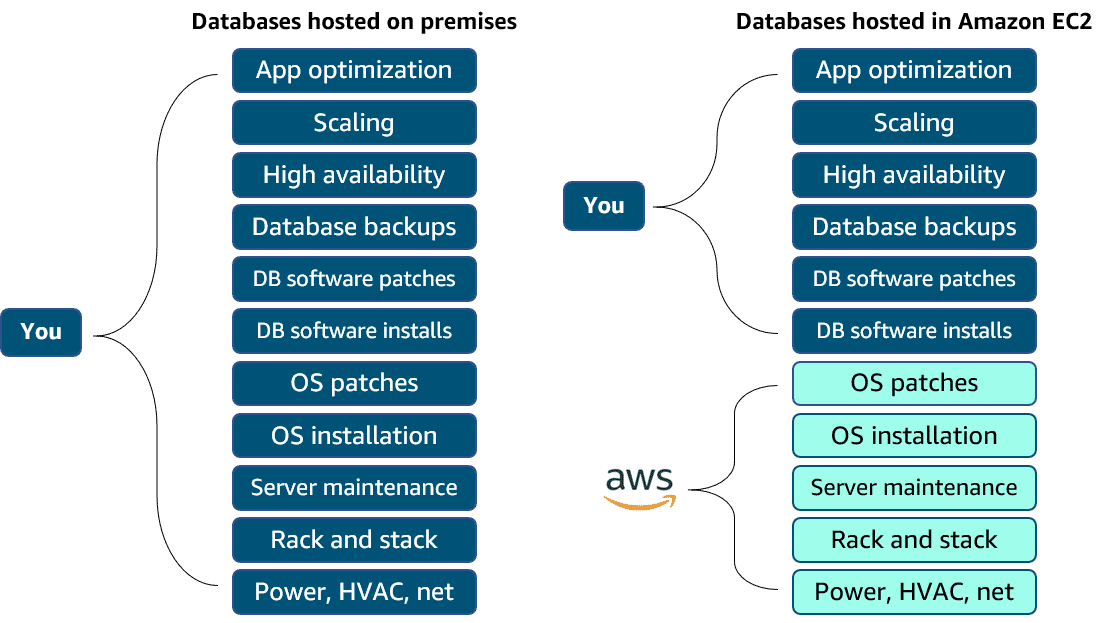 Databases hosted on premises
You
App optimization
Scaling
High availability
Database backups
DB software patches
DB software installs
OS patches
OS installation
Server maintenance
Rack and stack
Power, HVAC, net
Databases hosted in Amazon EC2
You
aws
App optimization
Scaling
High availability
Database backups
DB software patches
DB software installs
OS patches
OS installation
Server maintenance
Rack and stack
Power, HVAC, net